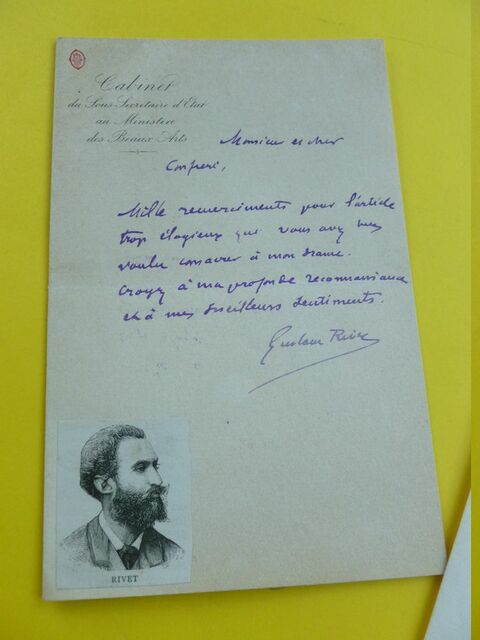 Cabinet
du Sous-Secrétaire d'Etat
au Ministère
des Beaux-Arts
Monsieur et cher
Confrère,
Mille remerciments pour l'article
trop élogieux que vous avez bien
voulu consacrer à mon drame.
Croyez à ma profonde reconnaissance
et à mes meilleurs sentiments.
Gustave Rivet
RIVET